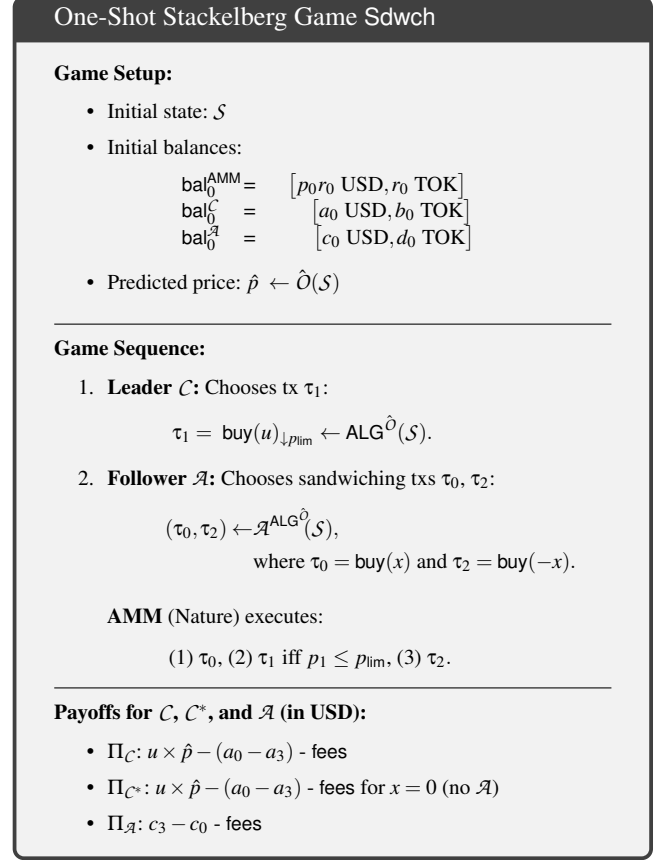 One-Shot Stackelberg Game Sdwch
Game Setup:
• Initial state: 𝒮
• Initial balances:
bal₀^AMM = [p₀r₀ USD, r₀ TOK]
bal₀^𝒞 = [a₀ USD, b₀ TOK]
bal₀^𝒜 = [c₀ USD, d₀ TOK]
• Predicted price: p̂ ← Ô(𝒮)
Game Sequence:
1. Leader 𝒞: Chooses tx τ₁:
τ₁ = buy(u)↓p_lim ← ALG^Ô(𝒮).
2. Follower 𝒜: Chooses sandwiching txs τ₀, τ₂:
(τ₀, τ₂) ← 𝒜^ALG^Ô(𝒮),
where τ₀ = buy(x) and τ₂ = buy(−x).
AMM (Nature) executes:
(1) τ₀, (2) τ₁ iff p₁ ≤ p_lim, (3) τ₂.
Payoffs for 𝒞, 𝒞*, and 𝒜 (in USD):
• Π_𝒞: u × p̂ − (a₀ − a₃) - fees
• Π_𝒞*: u × p̂ − (a₀ − a₃) - fees for x = 0 (no 𝒜)
• Π_𝒜: c₃ − c₀ - fees